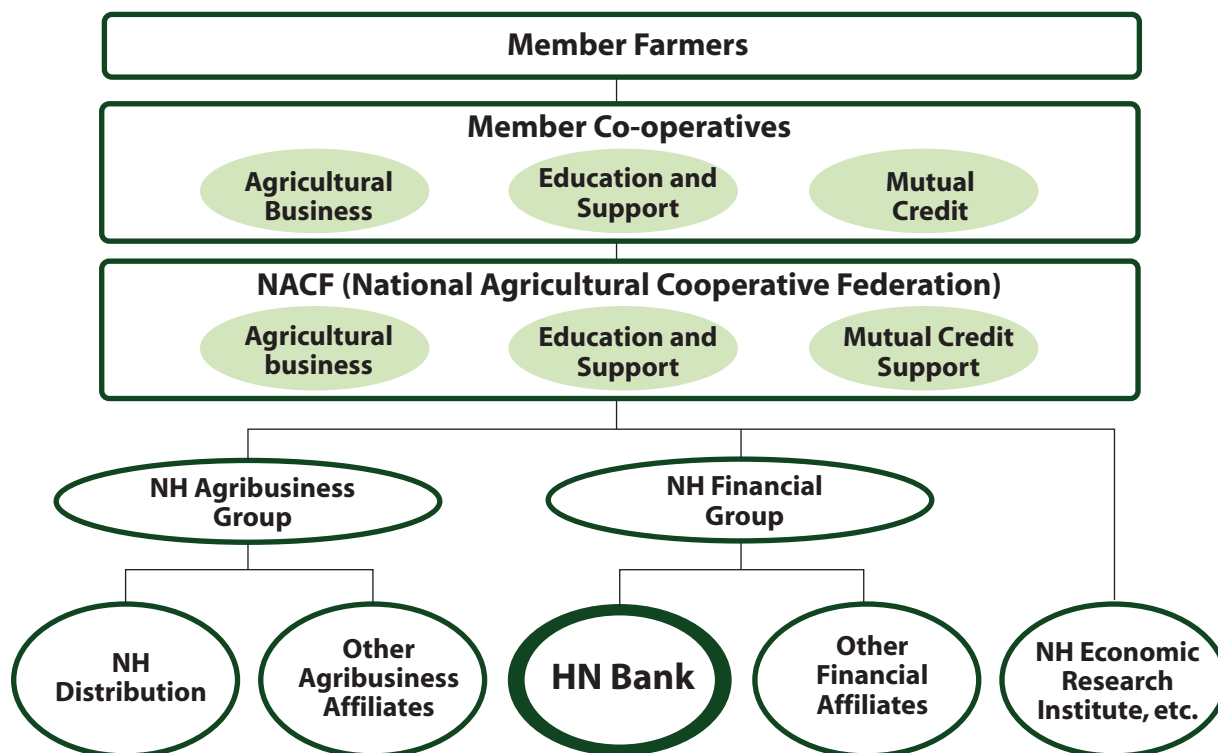 Member Farmers
Member Co-operatives
Agricultural
Business
Education and
Support
Mutual
Credit
NACF (National Agricultural Cooperative Federation)
Agricultural
business
Education and
Support
Mutual Credit
Support
NH Agribusiness
Group
NH Financial
Group
NH
Distribution
Other
Agribusiness
Affiliates
HN Bank
Other
Financial
Affiliates
NH Economic
Research
Institute, etc.